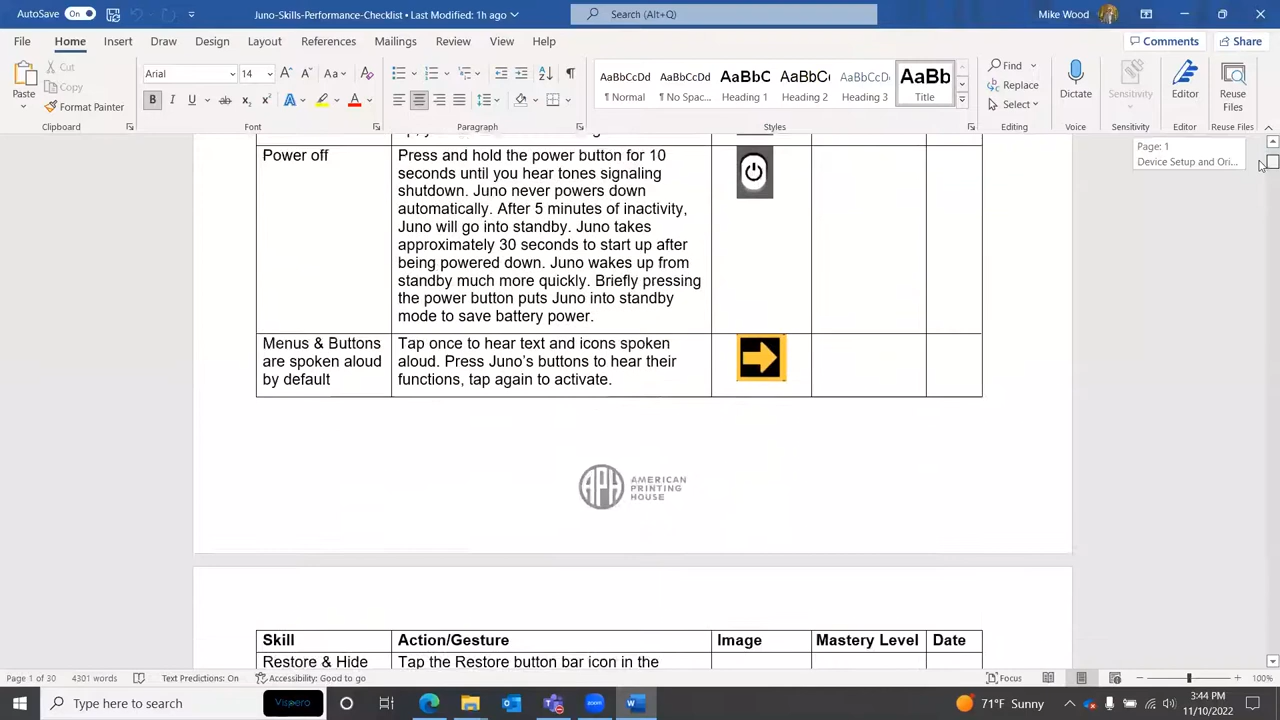 AutoSave On Juno-Skills-Performance-Checklist • Last Modified: 1h ago Search (Alt+Q) Mike Wood
File Home Insert Draw Design Layout References Mailings Review View Help Comments Share
Paste Cut Copy Format Painter
Arial 14
AaBbCcDd AaBbCcDd AaBbC AaBbCc AaBbCcD AaBb
¶ Normal ¶ No Spac... Heading 1 Heading 2 Heading 3 Title
Find Replace Select Dictate Sensitivity Editor Reuse Files
Clipboard Font Paragraph Styles Editing Voice Sensitivity Editor Reuse Files
Page: 1
Device Setup and Ori...
Power off
Press and hold the power button for 10
seconds until you hear tones signaling
shutdown. Juno never powers down
automatically. After 5 minutes of inactivity,
Juno will go into standby. Juno takes
approximately 30 seconds to start up after
being powered down. Juno wakes up from
standby much more quickly. Briefly pressing
the power button puts Juno into standby
mode to save battery power.
Menus & Buttons
are spoken aloud
by default
Tap once to hear text and icons spoken
aloud. Press Juno's buttons to hear their
functions, tap again to activate.
APH AMERICAN
PRINTING
HOUSE
Skill Action/Gesture Image Mastery Level Date
Restore & Hide Tap the Restore button bar icon in the
Page 1 of 30 4301 words Text Predictions: On Accessibility: Good to go Focus 100%
Type here to search Vispero 71°F Sunny 3:44 PM
11/10/2022